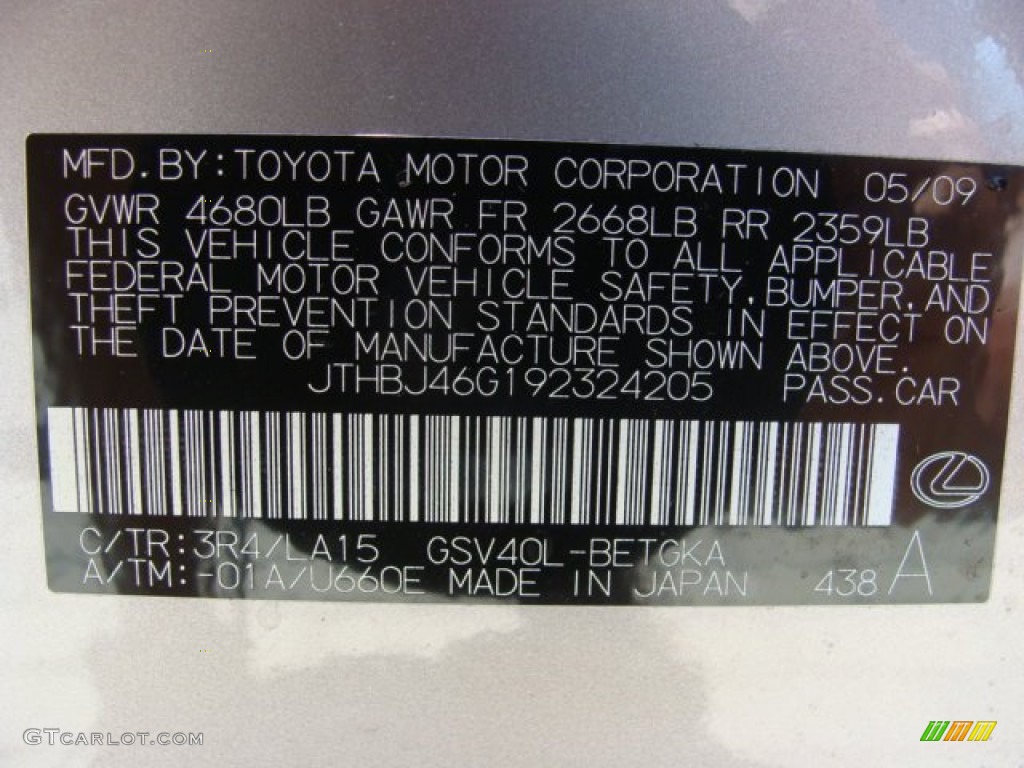 MFD. BY: TOYOTA MOTOR CORPORATION 05/09
GVWR 4680LB GAWR FR 2668LB RR 2359LB
THIS VEHICLE CONFORMS TO ALL APPLICABLE
FEDERAL MOTOR VEHICLE SAFETY, BUMPER, AND
THEFT PREVENTION STANDARDS IN EFFECT ON
THE DATE OF MANUFACTURE SHOWN ABOVE.
JTHBJ46G192324205 PASS. CAR
C/TR: 3R4/LA15 GSV40L-BETGKA
A/TM: -01A/U660E MADE IN JAPAN 438 A
GTCARLOT.COM